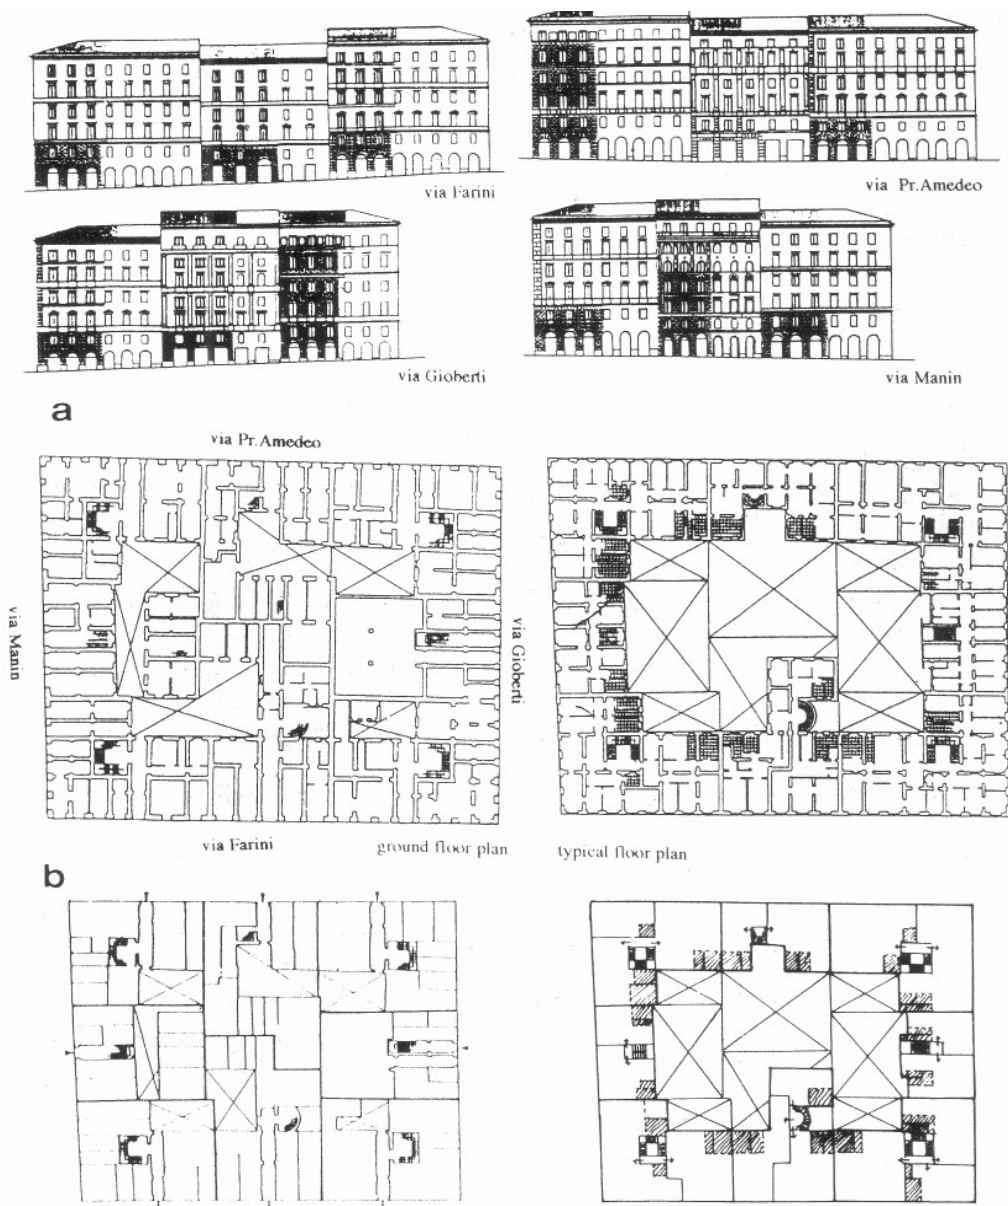 via Farini
via Pr.Amedeo
via Gioberti
via Manin
a
via Pr.Amedeo
via Manin
via Gioberti
via Farini
ground floor plan
typical floor plan
b